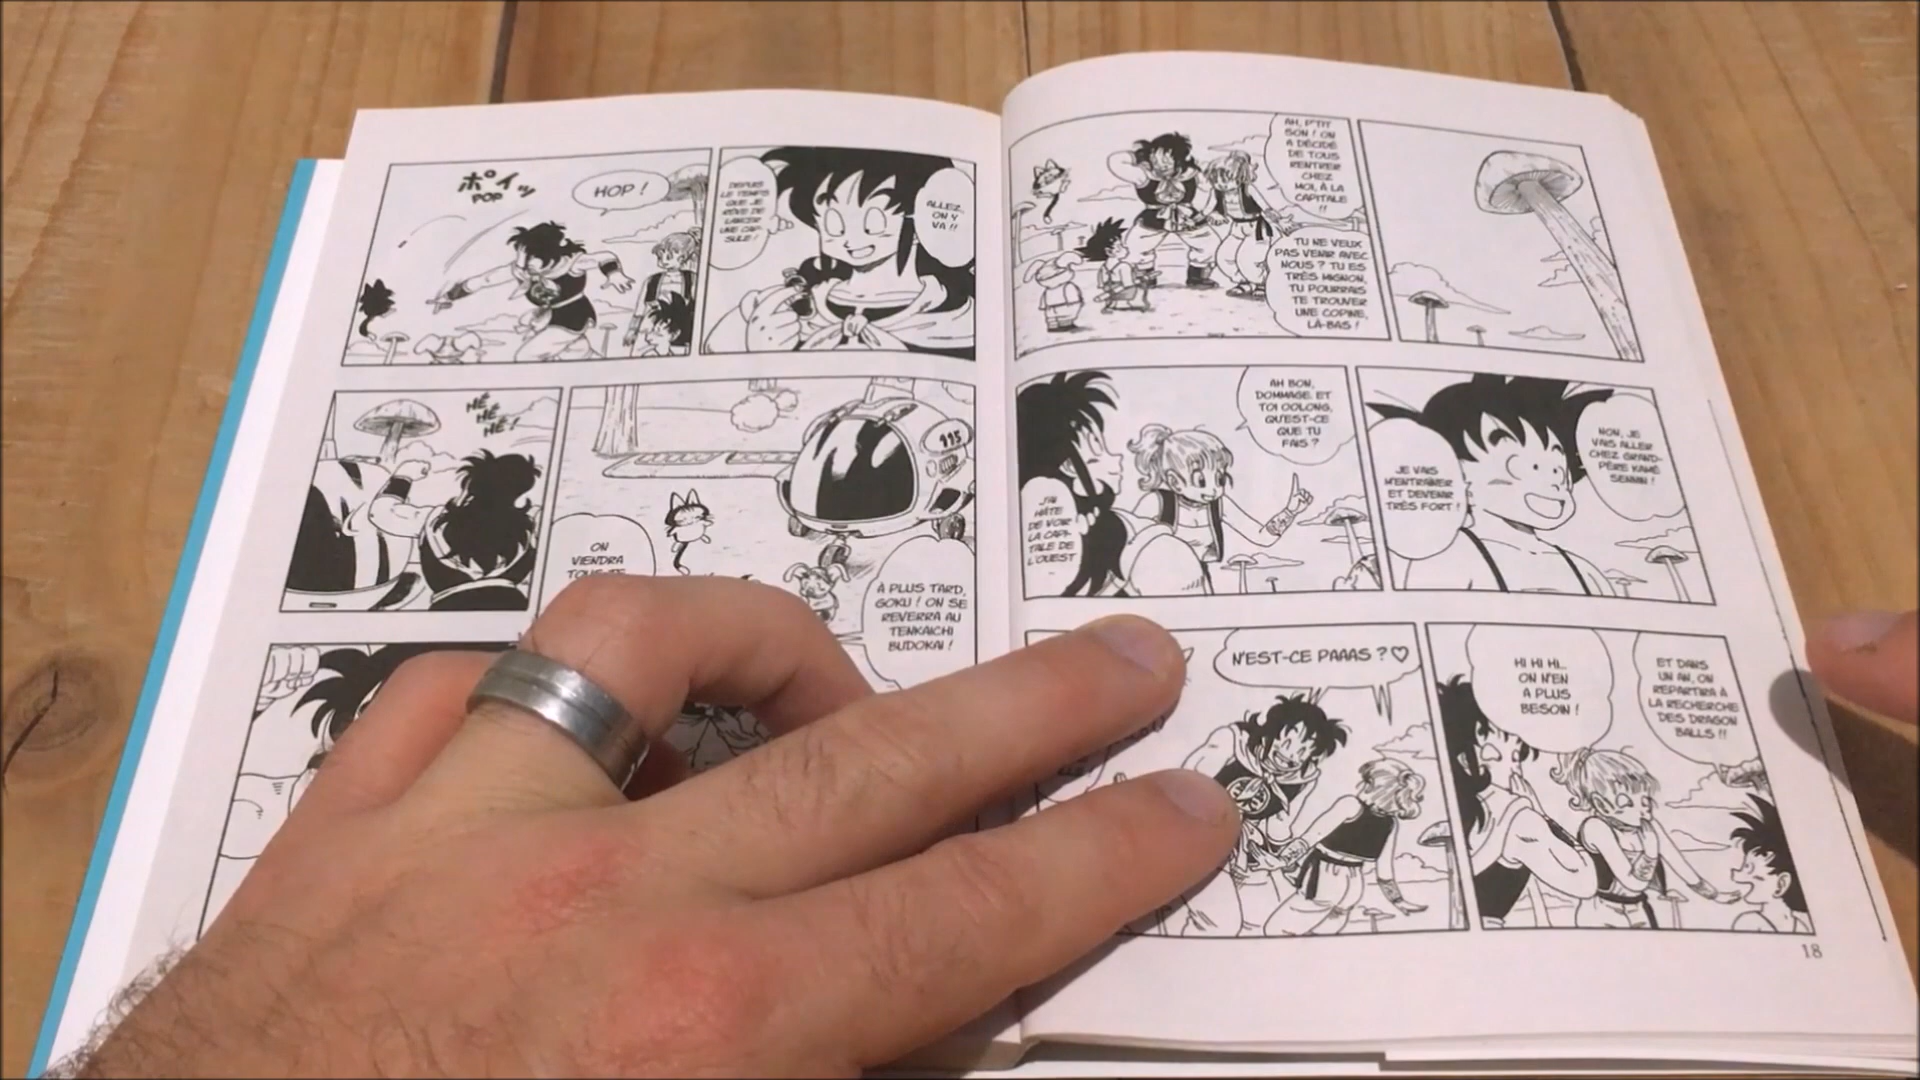 AH, P'TIT
SON ! ON
A DÉCIDÉ
DE TOUS
RENTRER
CHEZ
MOI, À LA
CAPITALE
!!
TU NE VEUX
PAS VENIR AVEC
NOUS ? TU ES
TRÈS MIGNON,
TU POURRAIS
TE TROUVER
UNE COPINE,
LÀ-BAS !
NON, JE
VAIS ALLER
CHEZ GRAND-
PÈRE KAMÉ
SENNIN !
JE VAIS
M'ENTRAÎNER
ET DEVENIR
TRÈS FORT !
AH BON,
DOMMAGE. ET
TOI OOLONG,
QU'EST-CE
QUE TU
FAIS ?
J'AI
HÂTE
DE VOIR
LA CAPI-
TALE DE
L'OUEST
ET DANS
UN AN, ON
REPARTIRA À
LA RECHERCHE
DES DRAGON
BALLS !!
HI HI HI...
ON N'EN
A PLUS
BESOIN !
N'EST-CE PAAAS ?♡
18
ALLEZ,
ON Y
VA !!
DEPUIS
LE TEMPS
QUE JE
RÊVE DE
LANCER
UNE CAP-
SULE !
HOP !
ポイッ
POP
115
À PLUS TARD,
GOKU ! ON SE
REVERRA AU
TENKAICHI
BUDOKAI !
ON
VIENDRA
HÉ
HÉ
HÉ !